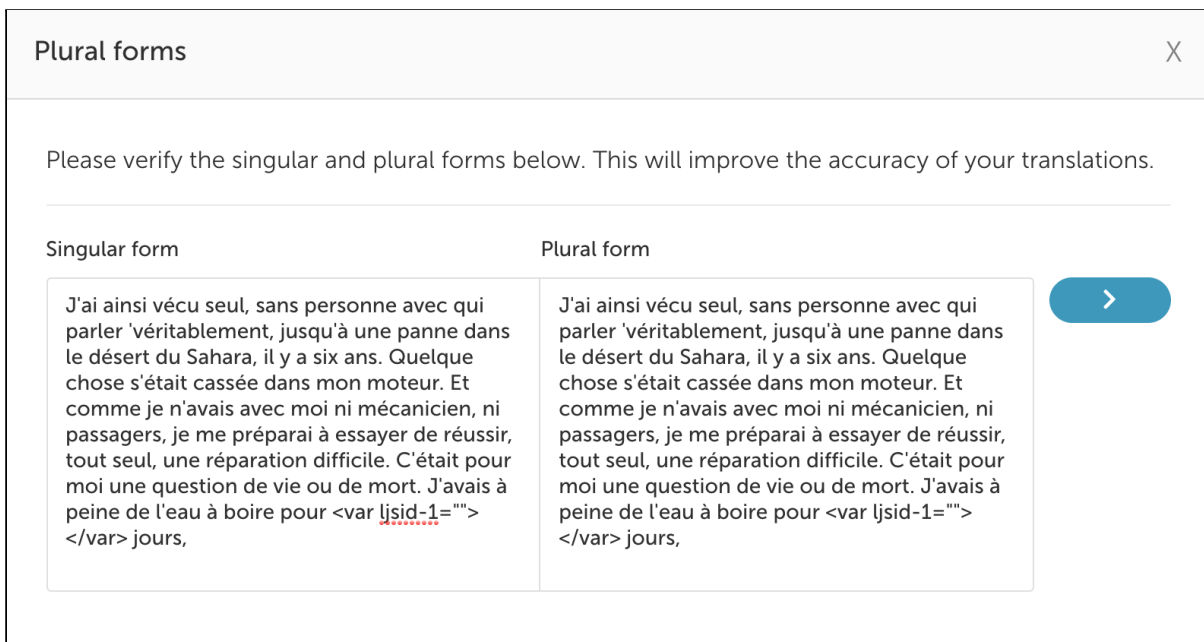 Plural forms
X
Please verify the singular and plural forms below. This will improve the accuracy of your translations.
Singular form
Plural form
J'ai ainsi vécu seul, sans personne avec qui
parler 'véritablement, jusqu'à une panne dans
le désert du Sahara, il y a six ans. Quelque
chose s'était cassée dans mon moteur. Et
comme je n'avais avec moi ni mécanicien, ni
passagers, je me préparai à essayer de réussir,
tout seul, une réparation difficile. C'était pour
moi une question de vie ou de mort. J'avais à
peine de l'eau à boire pour <var ljsid-1="">
</var> jours,
J'ai ainsi vécu seul, sans personne avec qui
parler 'véritablement, jusqu'à une panne dans
le désert du Sahara, il y a six ans. Quelque
chose s'était cassée dans mon moteur. Et
comme je n'avais avec moi ni mécanicien, ni
passagers, je me préparai à essayer de réussir,
tout seul, une réparation difficile. C'était pour
moi une question de vie ou de mort. J'avais à
peine de l'eau à boire pour <var ljsid-1="">
</var> jours,